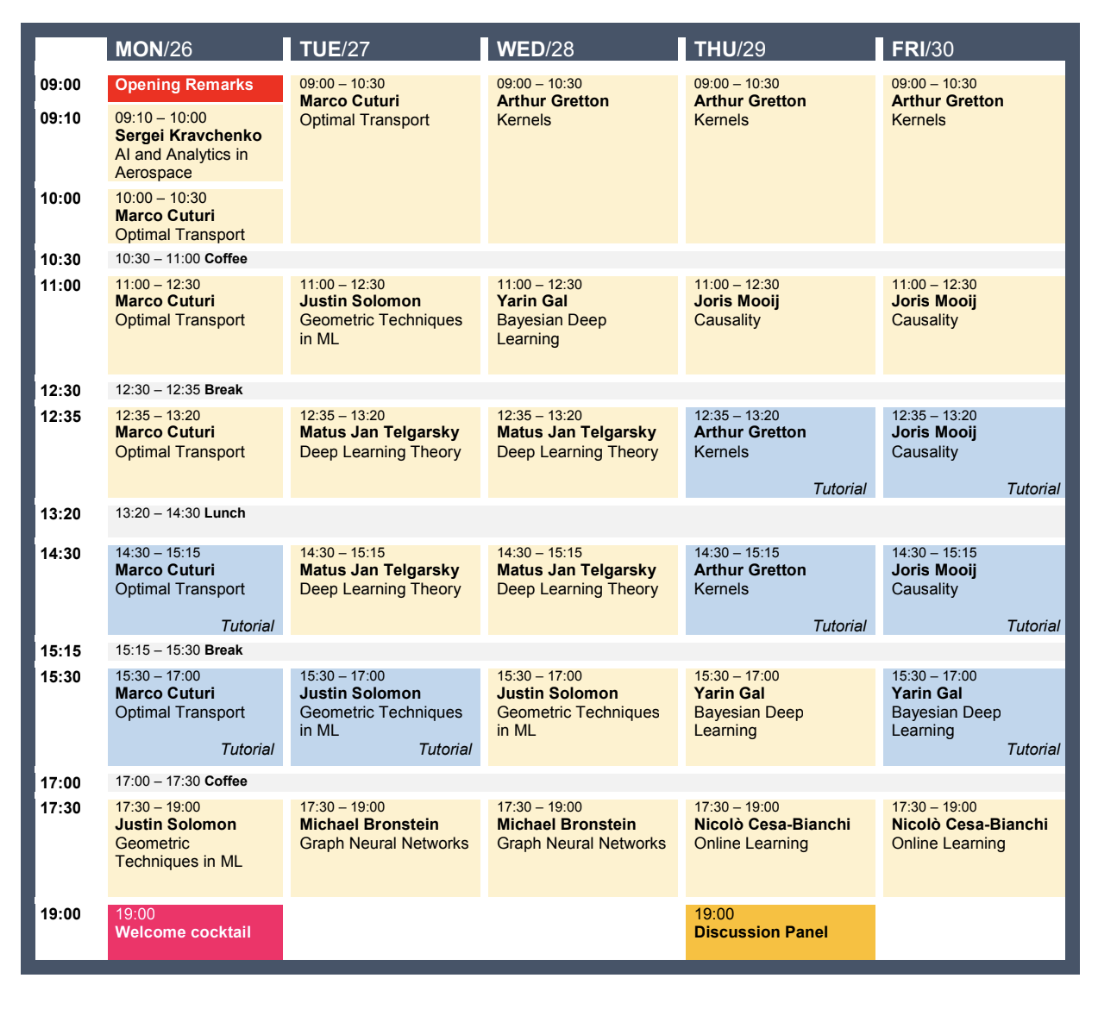 MON/26 TUE/27 WED/28 THU/29 FRI/30
09:00
Opening Remarks
09:10
09:10 – 10:00
Sergei Kravchenko
AI and Analytics in
Aerospace
10:00
10:00 – 10:30
Marco Cuturi
Optimal Transport
09:00 – 10:30
Marco Cuturi
Optimal Transport
09:00 – 10:30
Arthur Gretton
Kernels
09:00 – 10:30
Arthur Gretton
Kernels
09:00 – 10:30
Arthur Gretton
Kernels
10:30
10:30 – 11:00 Coffee
11:00
11:00 – 12:30
Marco Cuturi
Optimal Transport
11:00 – 12:30
Justin Solomon
Geometric Techniques
in ML
11:00 – 12:30
Yarin Gal
Bayesian Deep
Learning
11:00 – 12:30
Joris Mooij
Causality
11:00 – 12:30
Joris Mooij
Causality
12:30
12:30 – 12:35 Break
12:35
12:35 – 13:20
Marco Cuturi
Optimal Transport
12:35 – 13:20
Matus Jan Telgarsky
Deep Learning Theory
12:35 – 13:20
Matus Jan Telgarsky
Deep Learning Theory
12:35 – 13:20
Arthur Gretton
Kernels
Tutorial
12:35 – 13:20
Joris Mooij
Causality
Tutorial
13:20
13:20 – 14:30 Lunch
14:30
14:30 – 15:15
Marco Cuturi
Optimal Transport
Tutorial
14:30 – 15:15
Matus Jan Telgarsky
Deep Learning Theory
14:30 – 15:15
Matus Jan Telgarsky
Deep Learning Theory
14:30 – 15:15
Arthur Gretton
Kernels
Tutorial
14:30 – 15:15
Joris Mooij
Causality
Tutorial
15:15
15:15 – 15:30 Break
15:30
15:30 – 17:00
Marco Cuturi
Optimal Transport
Tutorial
15:30 – 17:00
Justin Solomon
Geometric Techniques
in ML
Tutorial
15:30 – 17:00
Justin Solomon
Geometric Techniques
in ML
15:30 – 17:00
Yarin Gal
Bayesian Deep
Learning
15:30 – 17:00
Yarin Gal
Bayesian Deep
Learning
Tutorial
17:00
17:00 – 17:30 Coffee
17:30
17:30 – 19:00
Justin Solomon
Geometric
Techniques in ML
17:30 – 19:00
Michael Bronstein
Graph Neural Networks
17:30 – 19:00
Michael Bronstein
Graph Neural Networks
17:30 – 19:00
Nicolò Cesa-Bianchi
Online Learning
17:30 – 19:00
Nicolò Cesa-Bianchi
Online Learning
19:00
19:00
Welcome cocktail
19:00
Discussion Panel